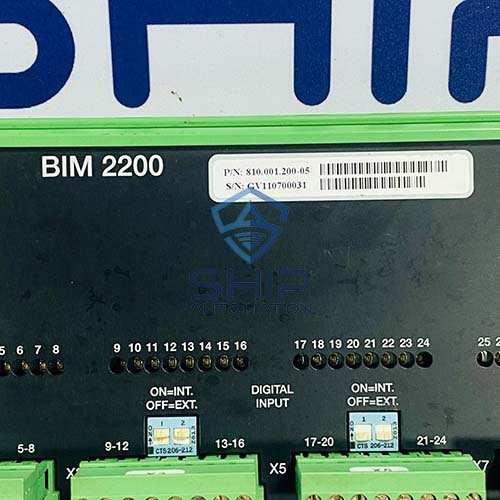 SHIP
BIM 2200
P/N: 810.001.200-05
S/N: GV110700031
SHIP
AUTOMATION
5 6 7 8
9 10 11 12 13 14 15 16
17 18 19 20 21 22 23 24
25
ON=INT.
OFF=EXT.
DIGITAL
INPUT
ON=INT.
OFF=EXT.
1 2
CTS 206-212
1 2
CTS 206-212
5-8
9-12
13-16
17-20
21-24
X5
X7